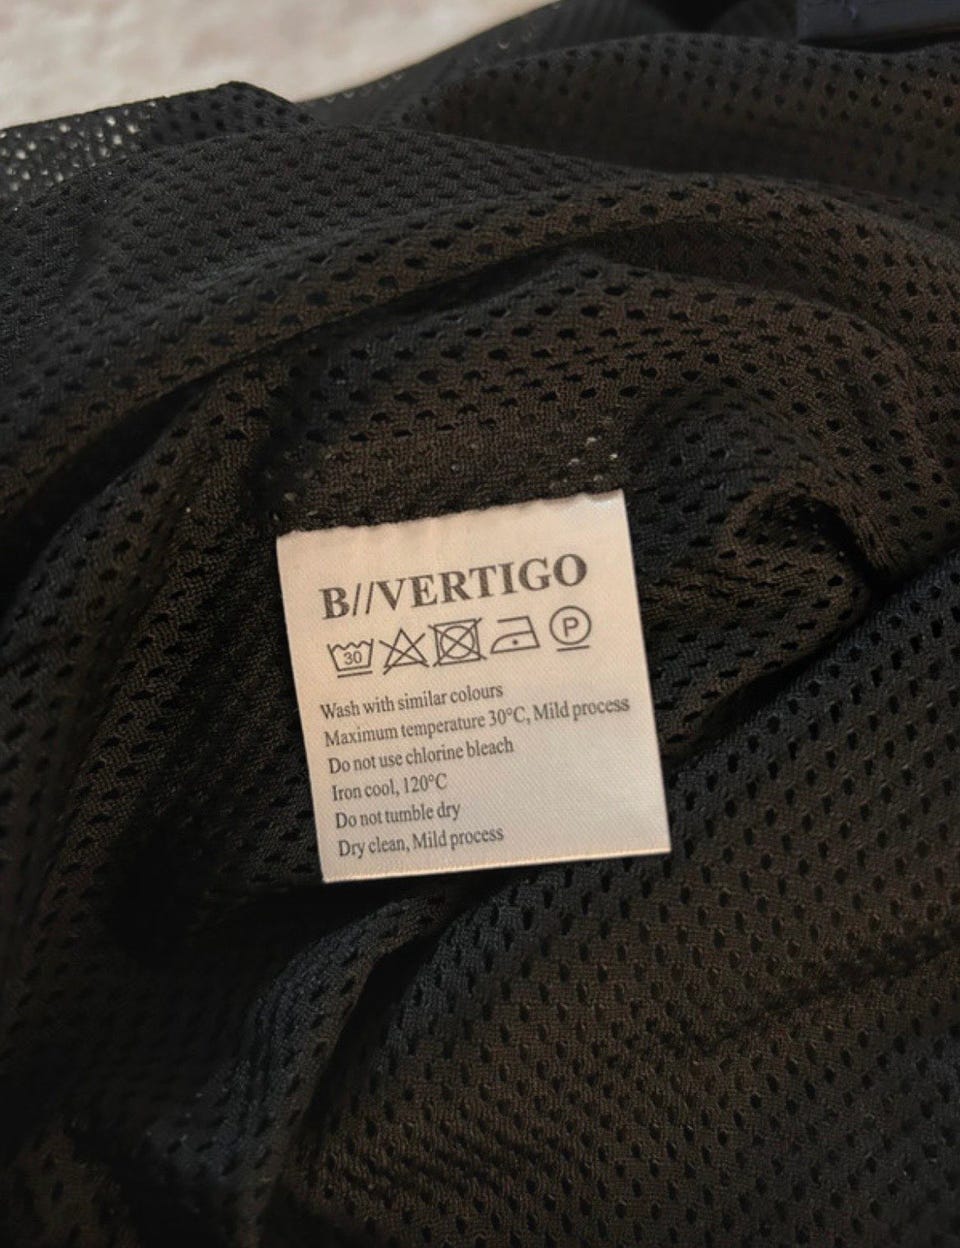 B//VERTIGO
30 P
Wash with similar colours
Maximum temperature 30°C, Mild process
Do not use chlorine bleach
Iron cool, 120°C
Do not tumble dry
Dry clean, Mild process